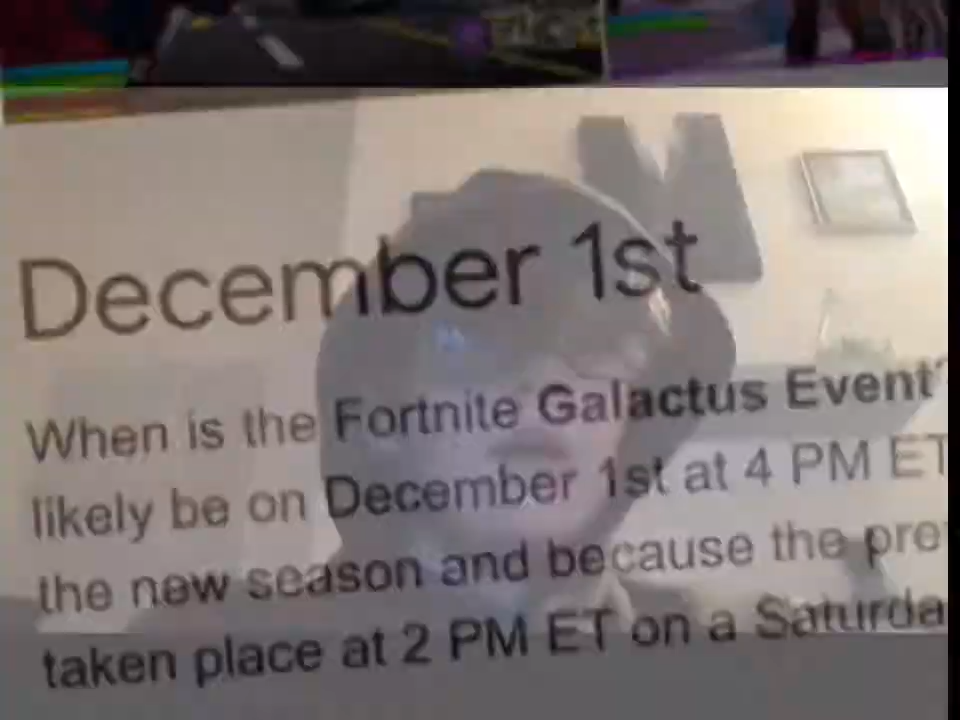 December 1st
When is the Fortnite Galactus Event?
likely be on December 1st at 4 PM ET
the new season and because the pre
taken place at 2 PM ET on a Saturda